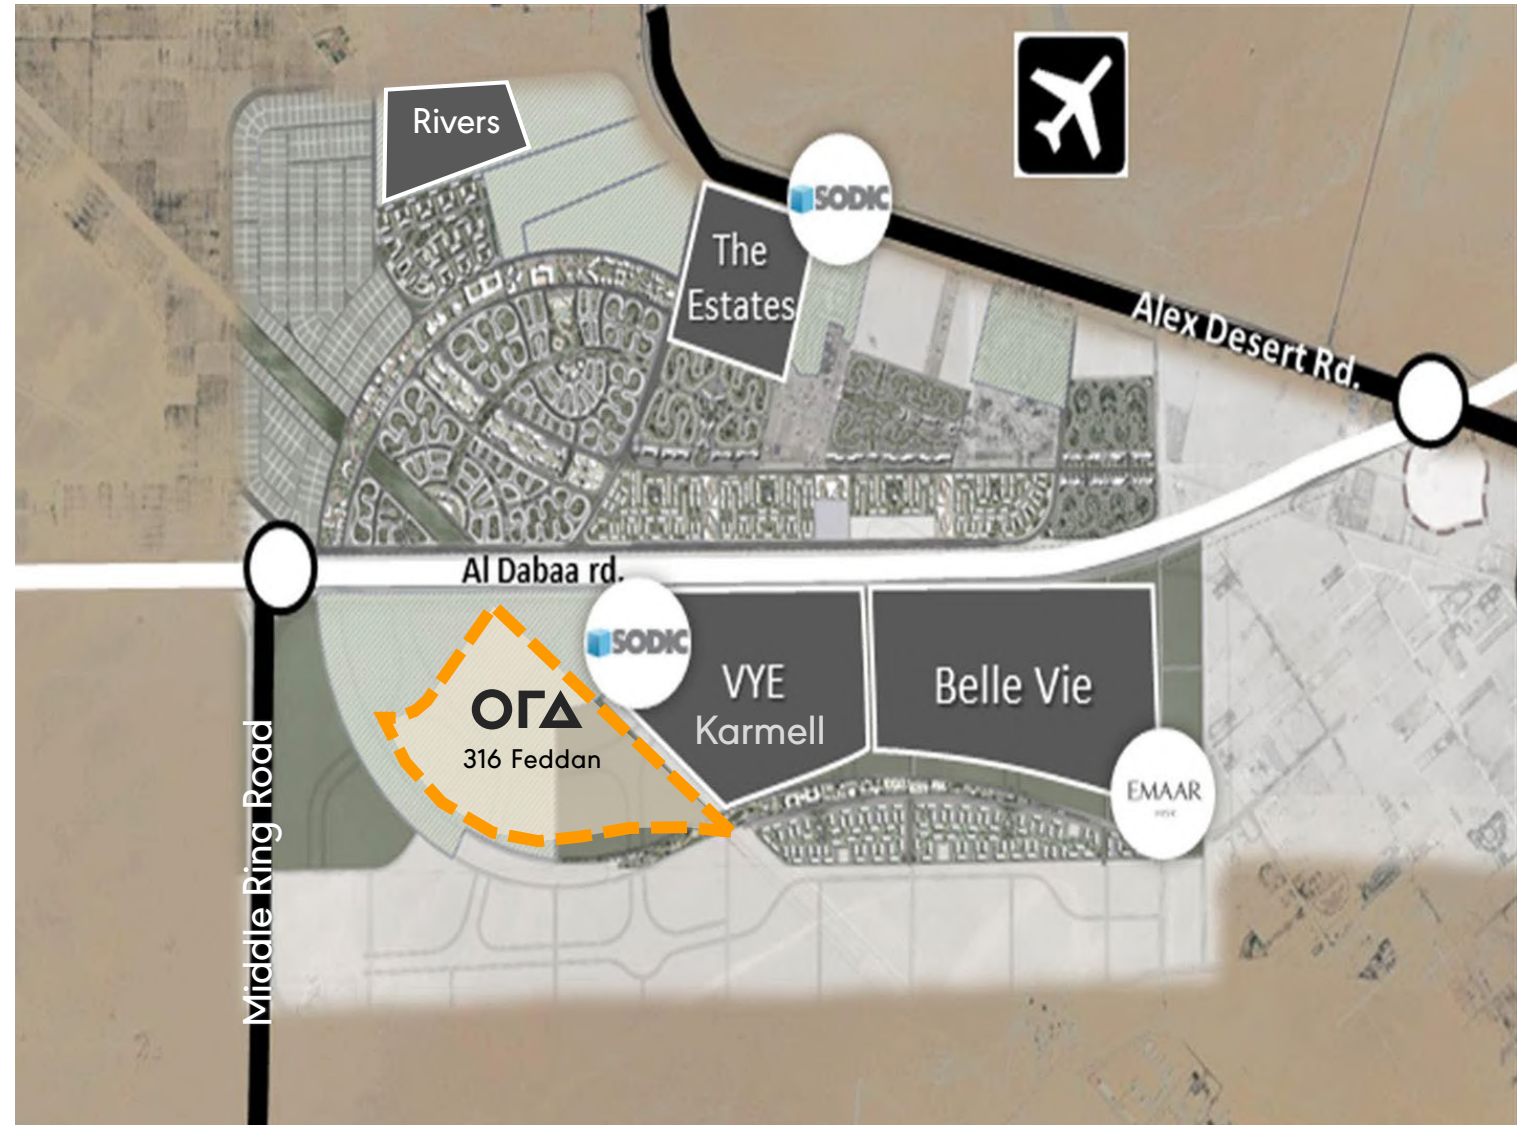 Rivers
SODIC
The
Estates
Alex Desert Rd.
Al Dabaa rd.
SODIC
VYE
Karmell
Belle Vie
ora
316 Feddan
EMAAR
Middle Ring Road